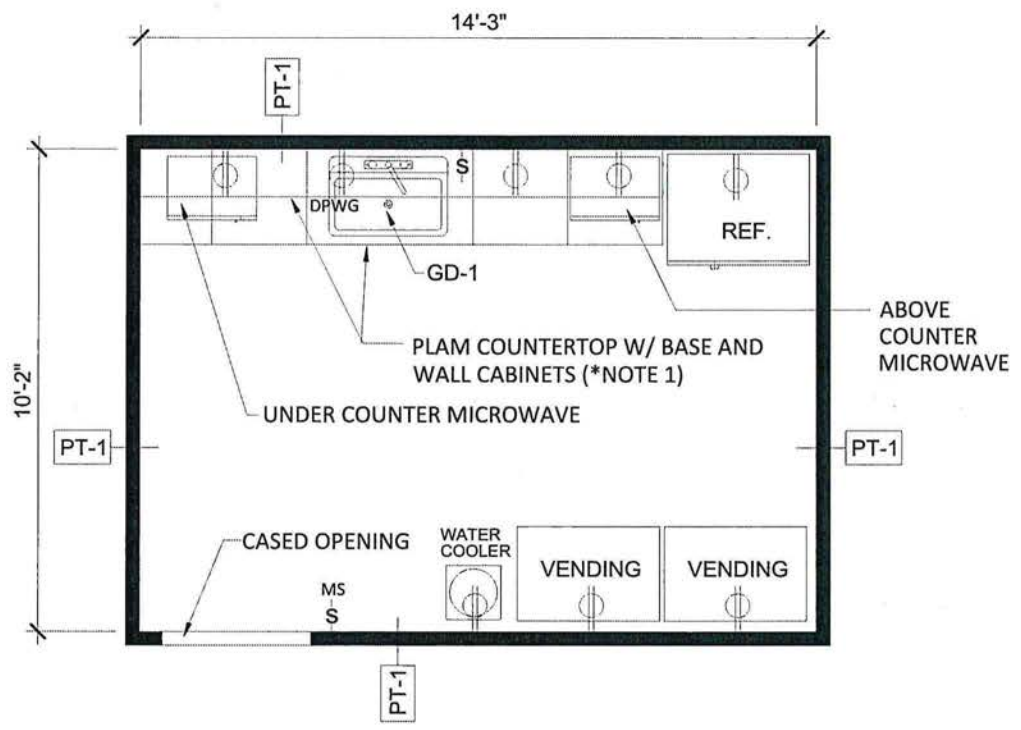 14'-3"
PT-1
S
DPWG
REF.
GD-1
ABOVE
COUNTER
MICROWAVE
PLAM COUNTERTOP W/ BASE AND
WALL CABINETS (*NOTE 1)
10'-2"
UNDER COUNTER MICROWAVE
PT-1
PT-1
CASED OPENING
WATER
COOLER
VENDING
VENDING
MS
S
PT-1